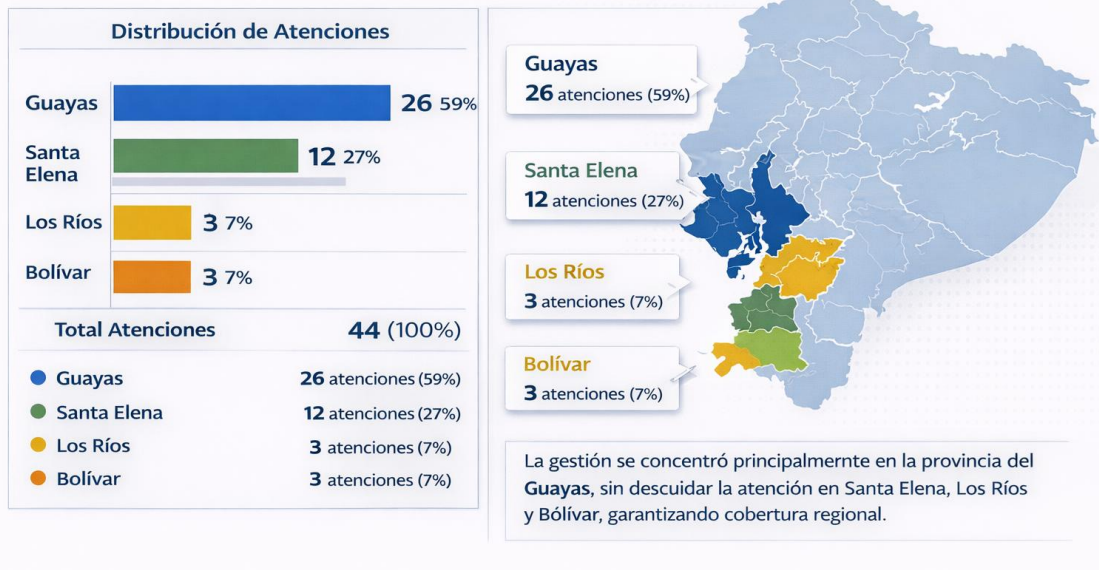 Distribución de Atenciones
Guayas 26 59%
Santa
Elena
12 27%
Los Ríos 3 7%
Bolívar 3 7%
Total Atenciones 44 (100%)
Guayas 26 atenciones (59%)
Santa Elena 12 atenciones (27%)
Los Ríos 3 atenciones (7%)
Bolívar 3 atenciones (7%)
Guayas
26 atenciones (59%)
Santa Elena
12 atenciones (27%)
Los Ríos
3 atenciones (7%)
Bolívar
3 atenciones (7%)
La gestión se concentró principalmernte en la provincia del
Guayas, sin descuidar la atención en Santa Elena, Los Ríos
y Bólívar, garantizando cobertura regional.